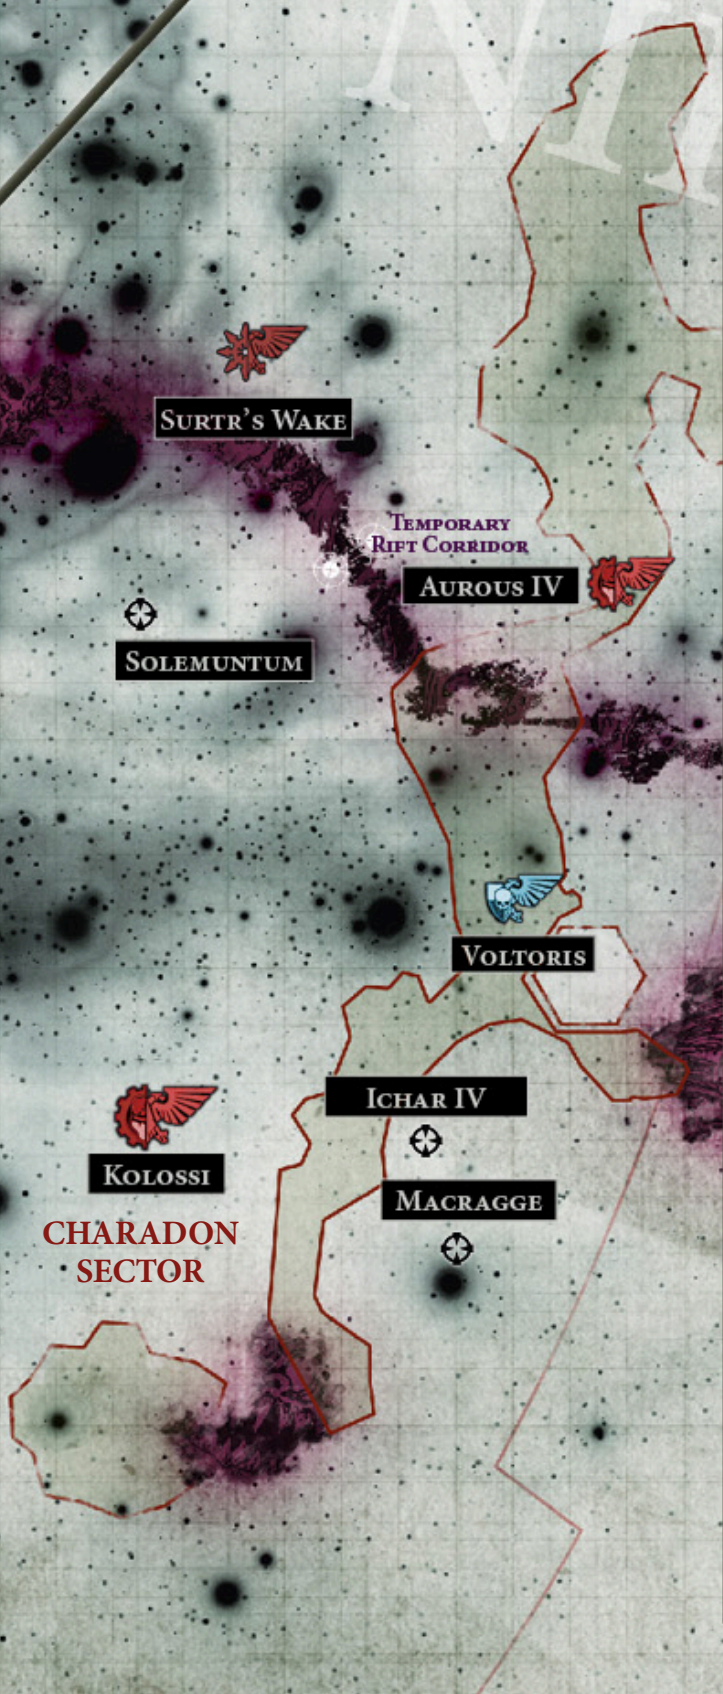 SURTR'S WAKE
TEMPORARY
RIFT CORRIDOR
AUROUS IV
SOLEMUNTUM
VOLTORIS
ICHAR IV
KOLOSSI
MACRAGGE
CHARADON
SECTOR